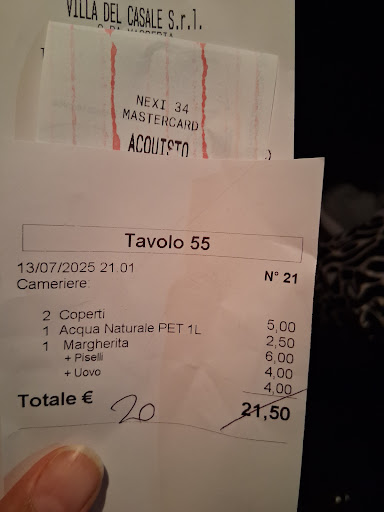 VILLA DEL CASALE S.r.l.
NEXI 34
MASTERCARD
ACQUISTO
Tavolo 55
13/07/2025 21.01 N° 21
Cameriere:
2 Coperti 5,00
1 Acqua Naturale PET 1L 2,50
1 Margherita 6,00
+ Piselli 4,00
+ Uovo 4,00
Totale € 20 21,50